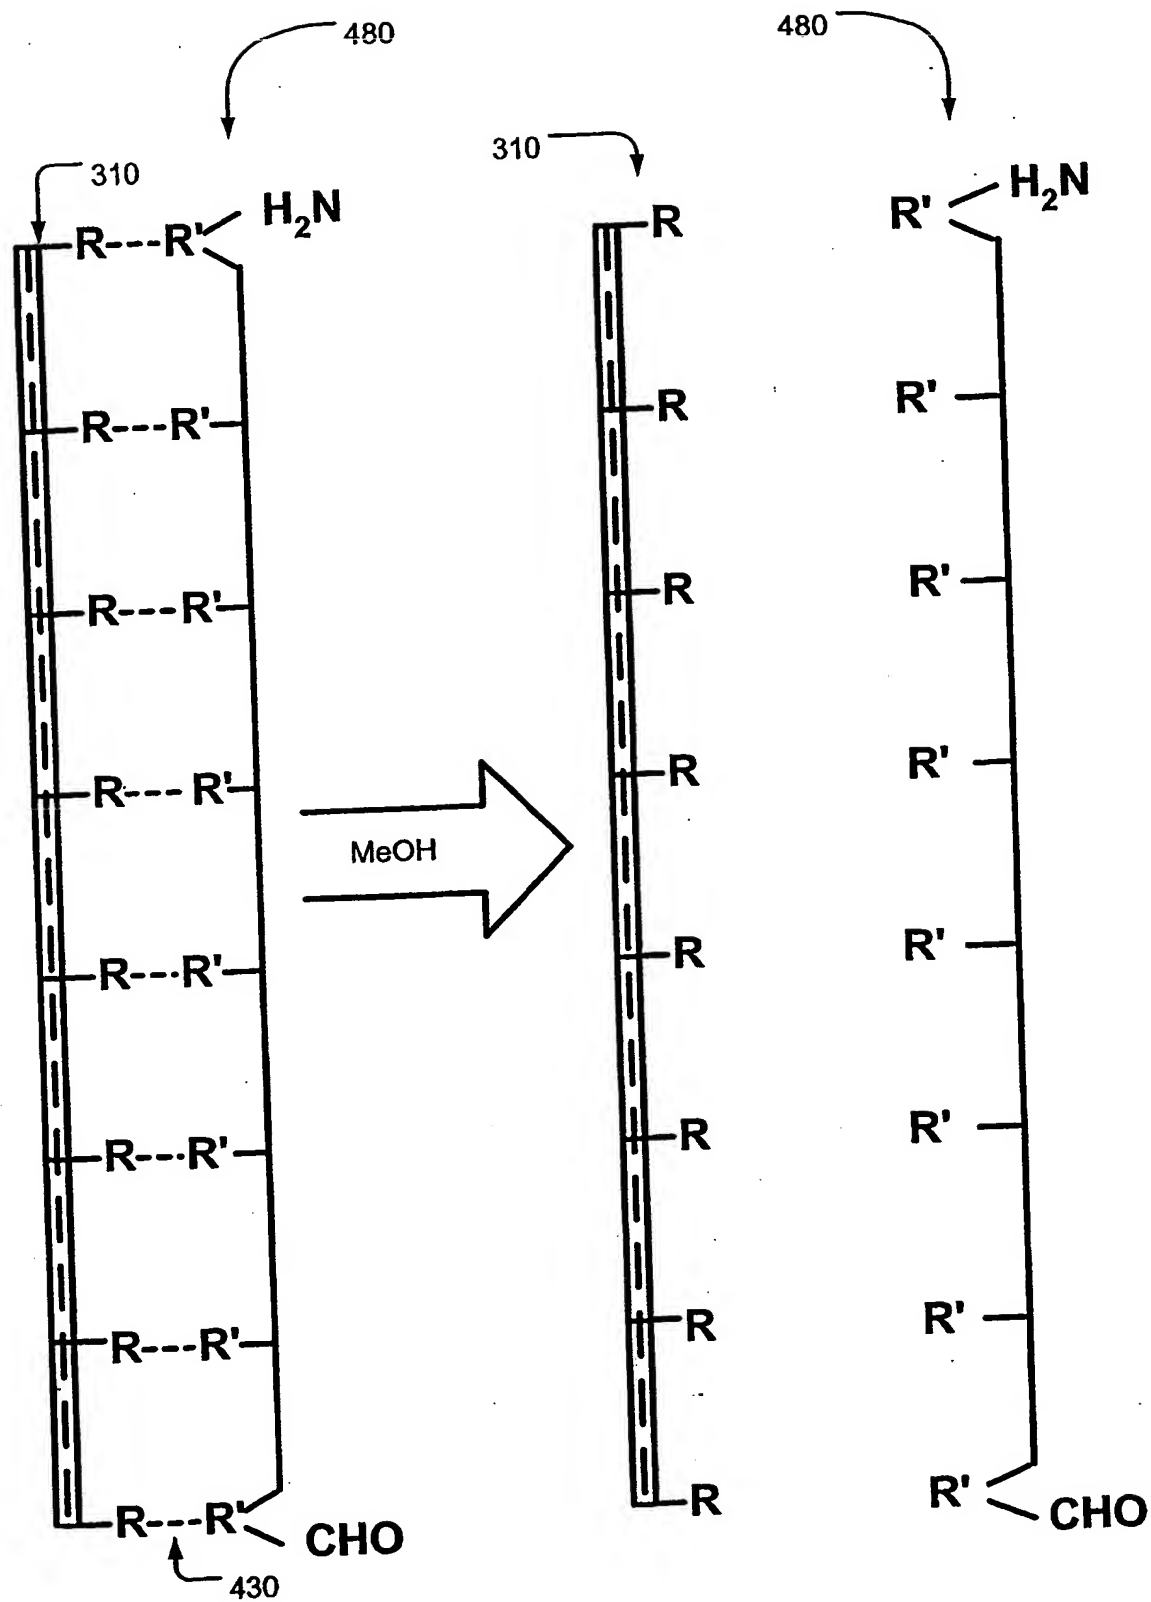 480
480
310
310
R---R'
H2N
R
R'
H2N
R---R'
R
R'
R---R'
R
R'
R---R'
R
R'
MeOH
R---R'
R
R'
R---R'
R
R'
R---R'
R
R'
R---R'
CHO
R
R'
CHO
430